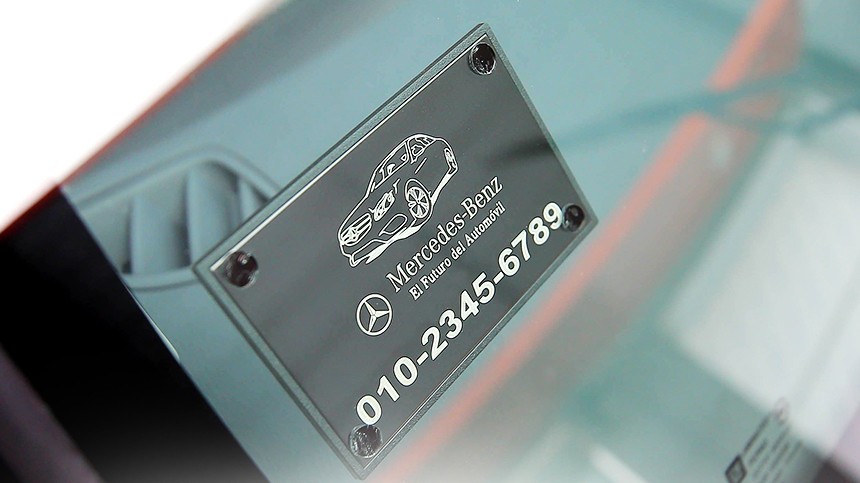 Mercedes-Benz
El Futuro del Automóvil
010-2345-6789